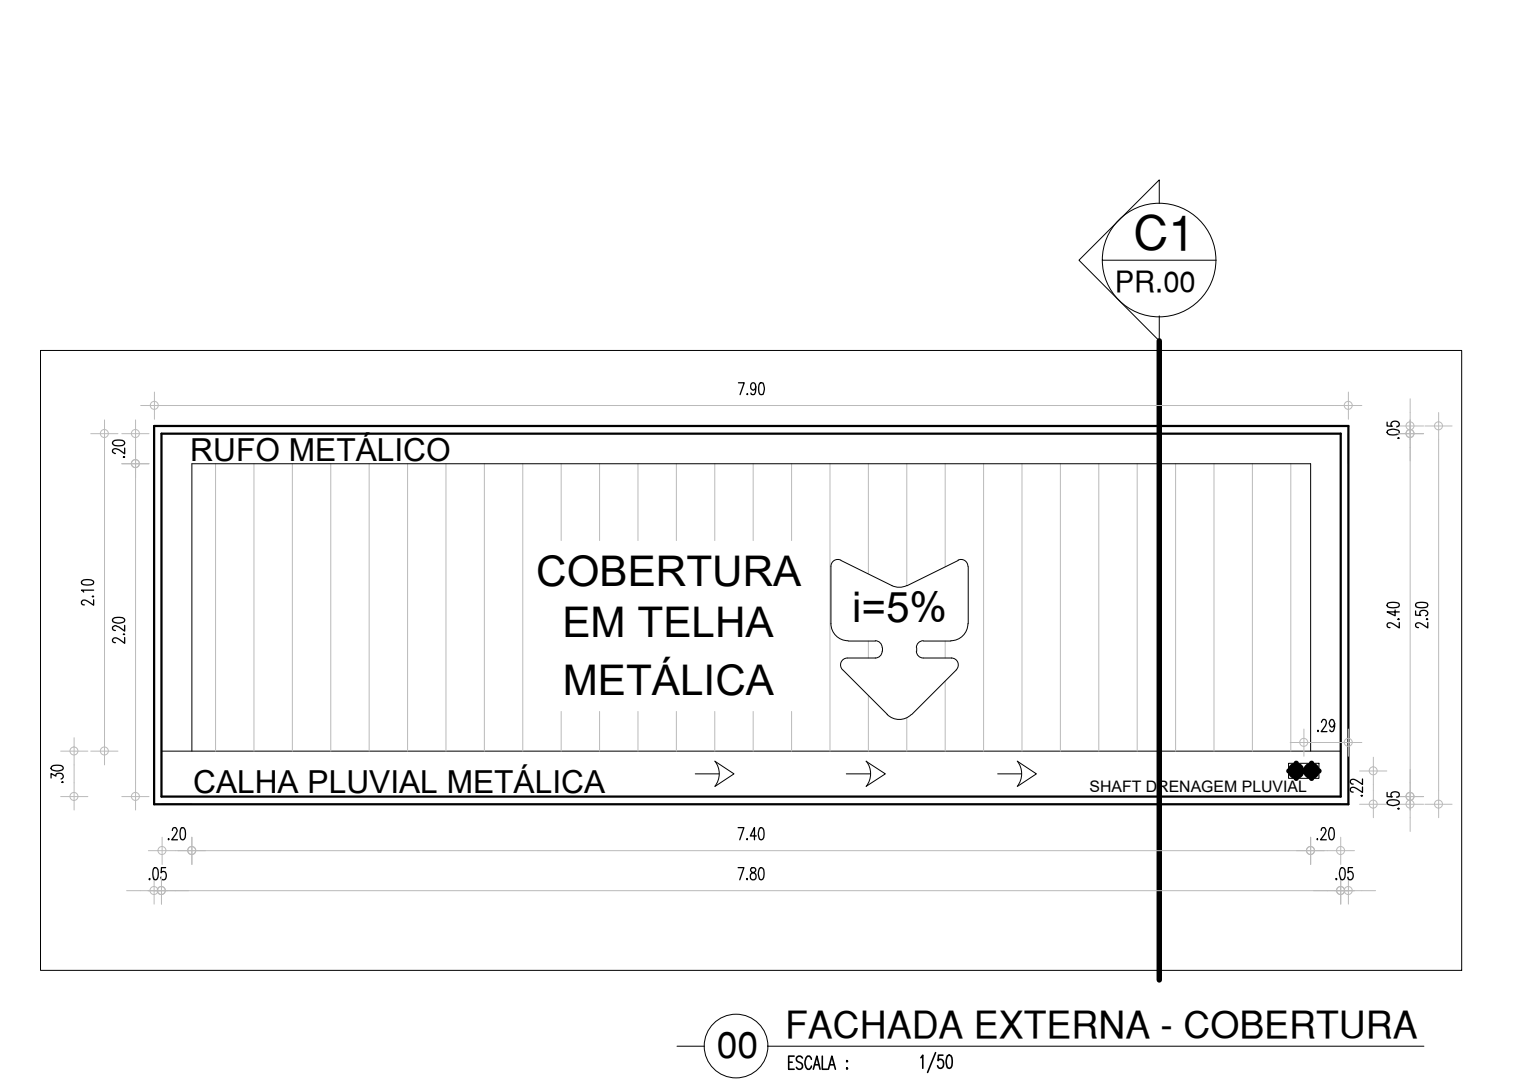 C1
PR.00
7.90
.20
RUFO METÁLICO
.05
COBERTURA
EM TELHA
METÁLICA
i=5%
2.10
2.20
2.40
2.50
.29
.30
CALHA PLUVIAL METÁLICA
SHAFT DRENAGEM PLUVIAL
.22
.05
.20
7.40
.20
.05
7.80
.05
00
FACHADA EXTERNA - COBERTURA
ESCALA : 1/50